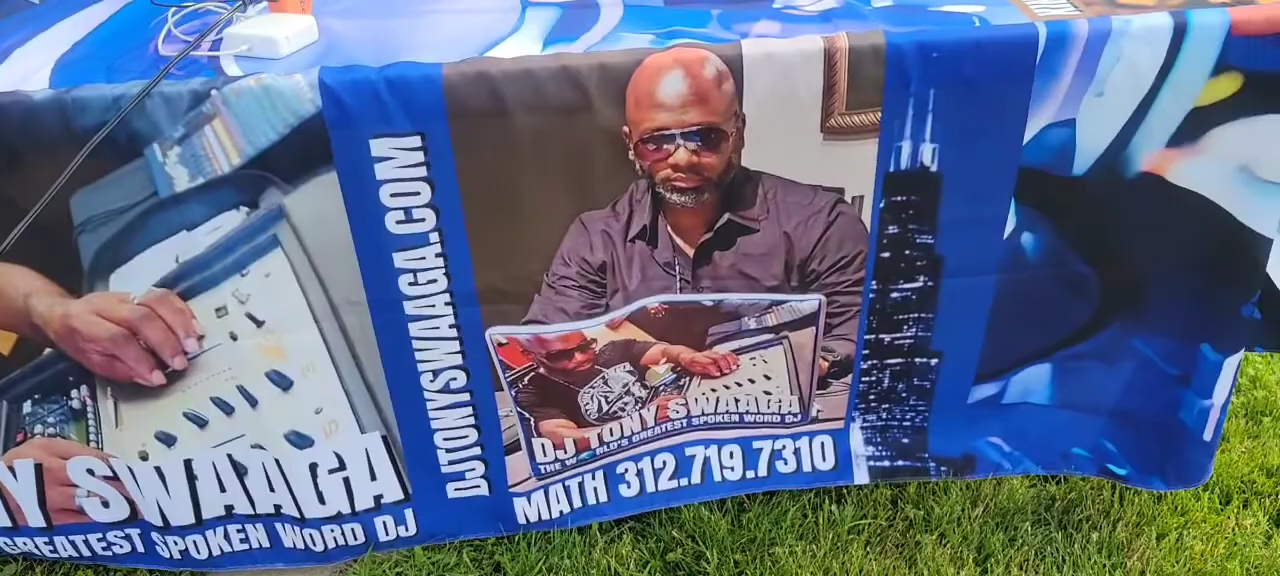 Y SWAAGA
GREATEST SPOKEN WORD DJ
DJTONYSWAAGA.COM
DJ TONY SWAAGA
THE WORLD'S GREATEST SPOKEN WORD DJ
MATH 312.719.7310